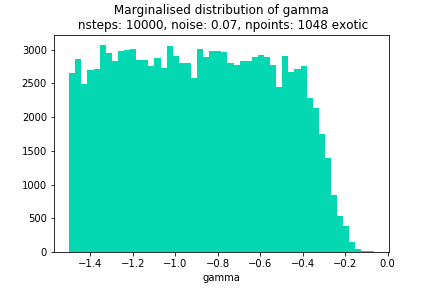 Marginalised distribution of gamma
nsteps: 10000, noise: 0.07, npoints: 1048 exotic
3000
2500
2000
1500
1000
500
0
−1.4 −1.2 −1.0 −0.8 −0.6 −0.4 −0.2 0.0
gamma